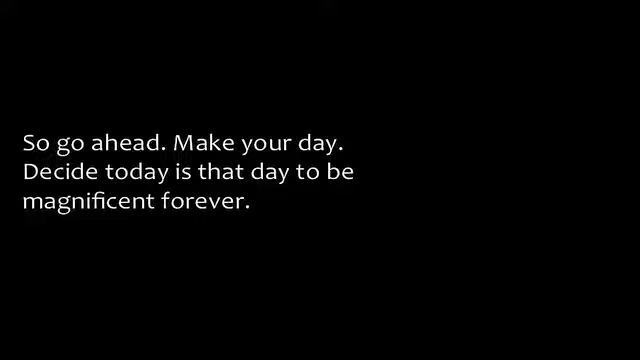 So go ahead. Make your day.
Decide today is that day to be
magnificent forever.